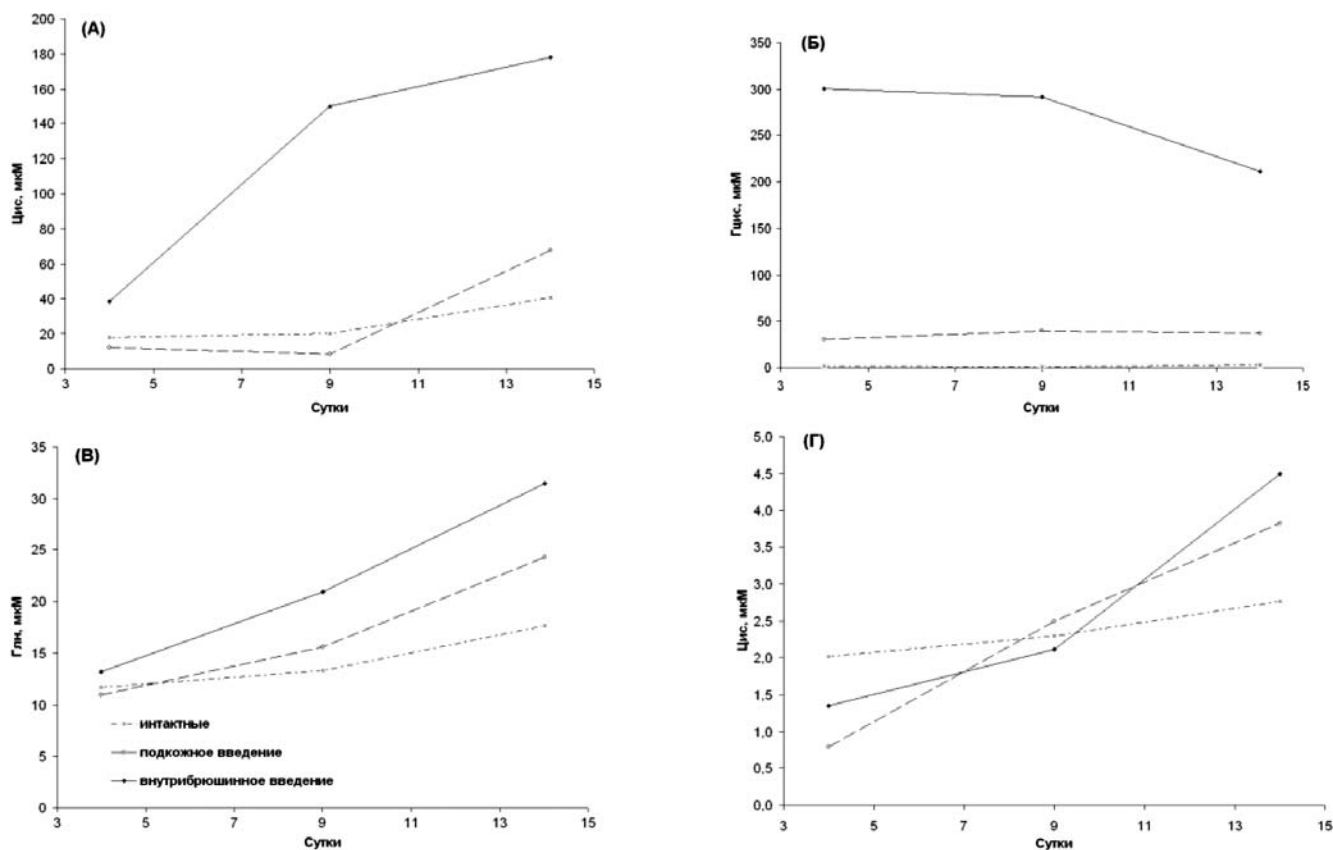 (А)
200
180
160
140
120
100
80
60
40
20
0
Цис, мкМ
3 5 7 9 11 13 15
Сутки
(Б)
350
300
250
200
150
100
50
0
Гцис, мкМ
3 5 7 9 11 13 15
Сутки
(В)
35
30
25
20
15
10
5
0
Глн, мкМ
интактные
подкожное введение
внутрибрюшинное введение
3 5 7 9 11 13 15
Сутки
(Г)
5,0
4,5
4,0
3,5
3,0
2,5
2,0
1,5
1,0
0,5
0,0
Цис, мкМ
3 5 7 9 11 13 15
Сутки